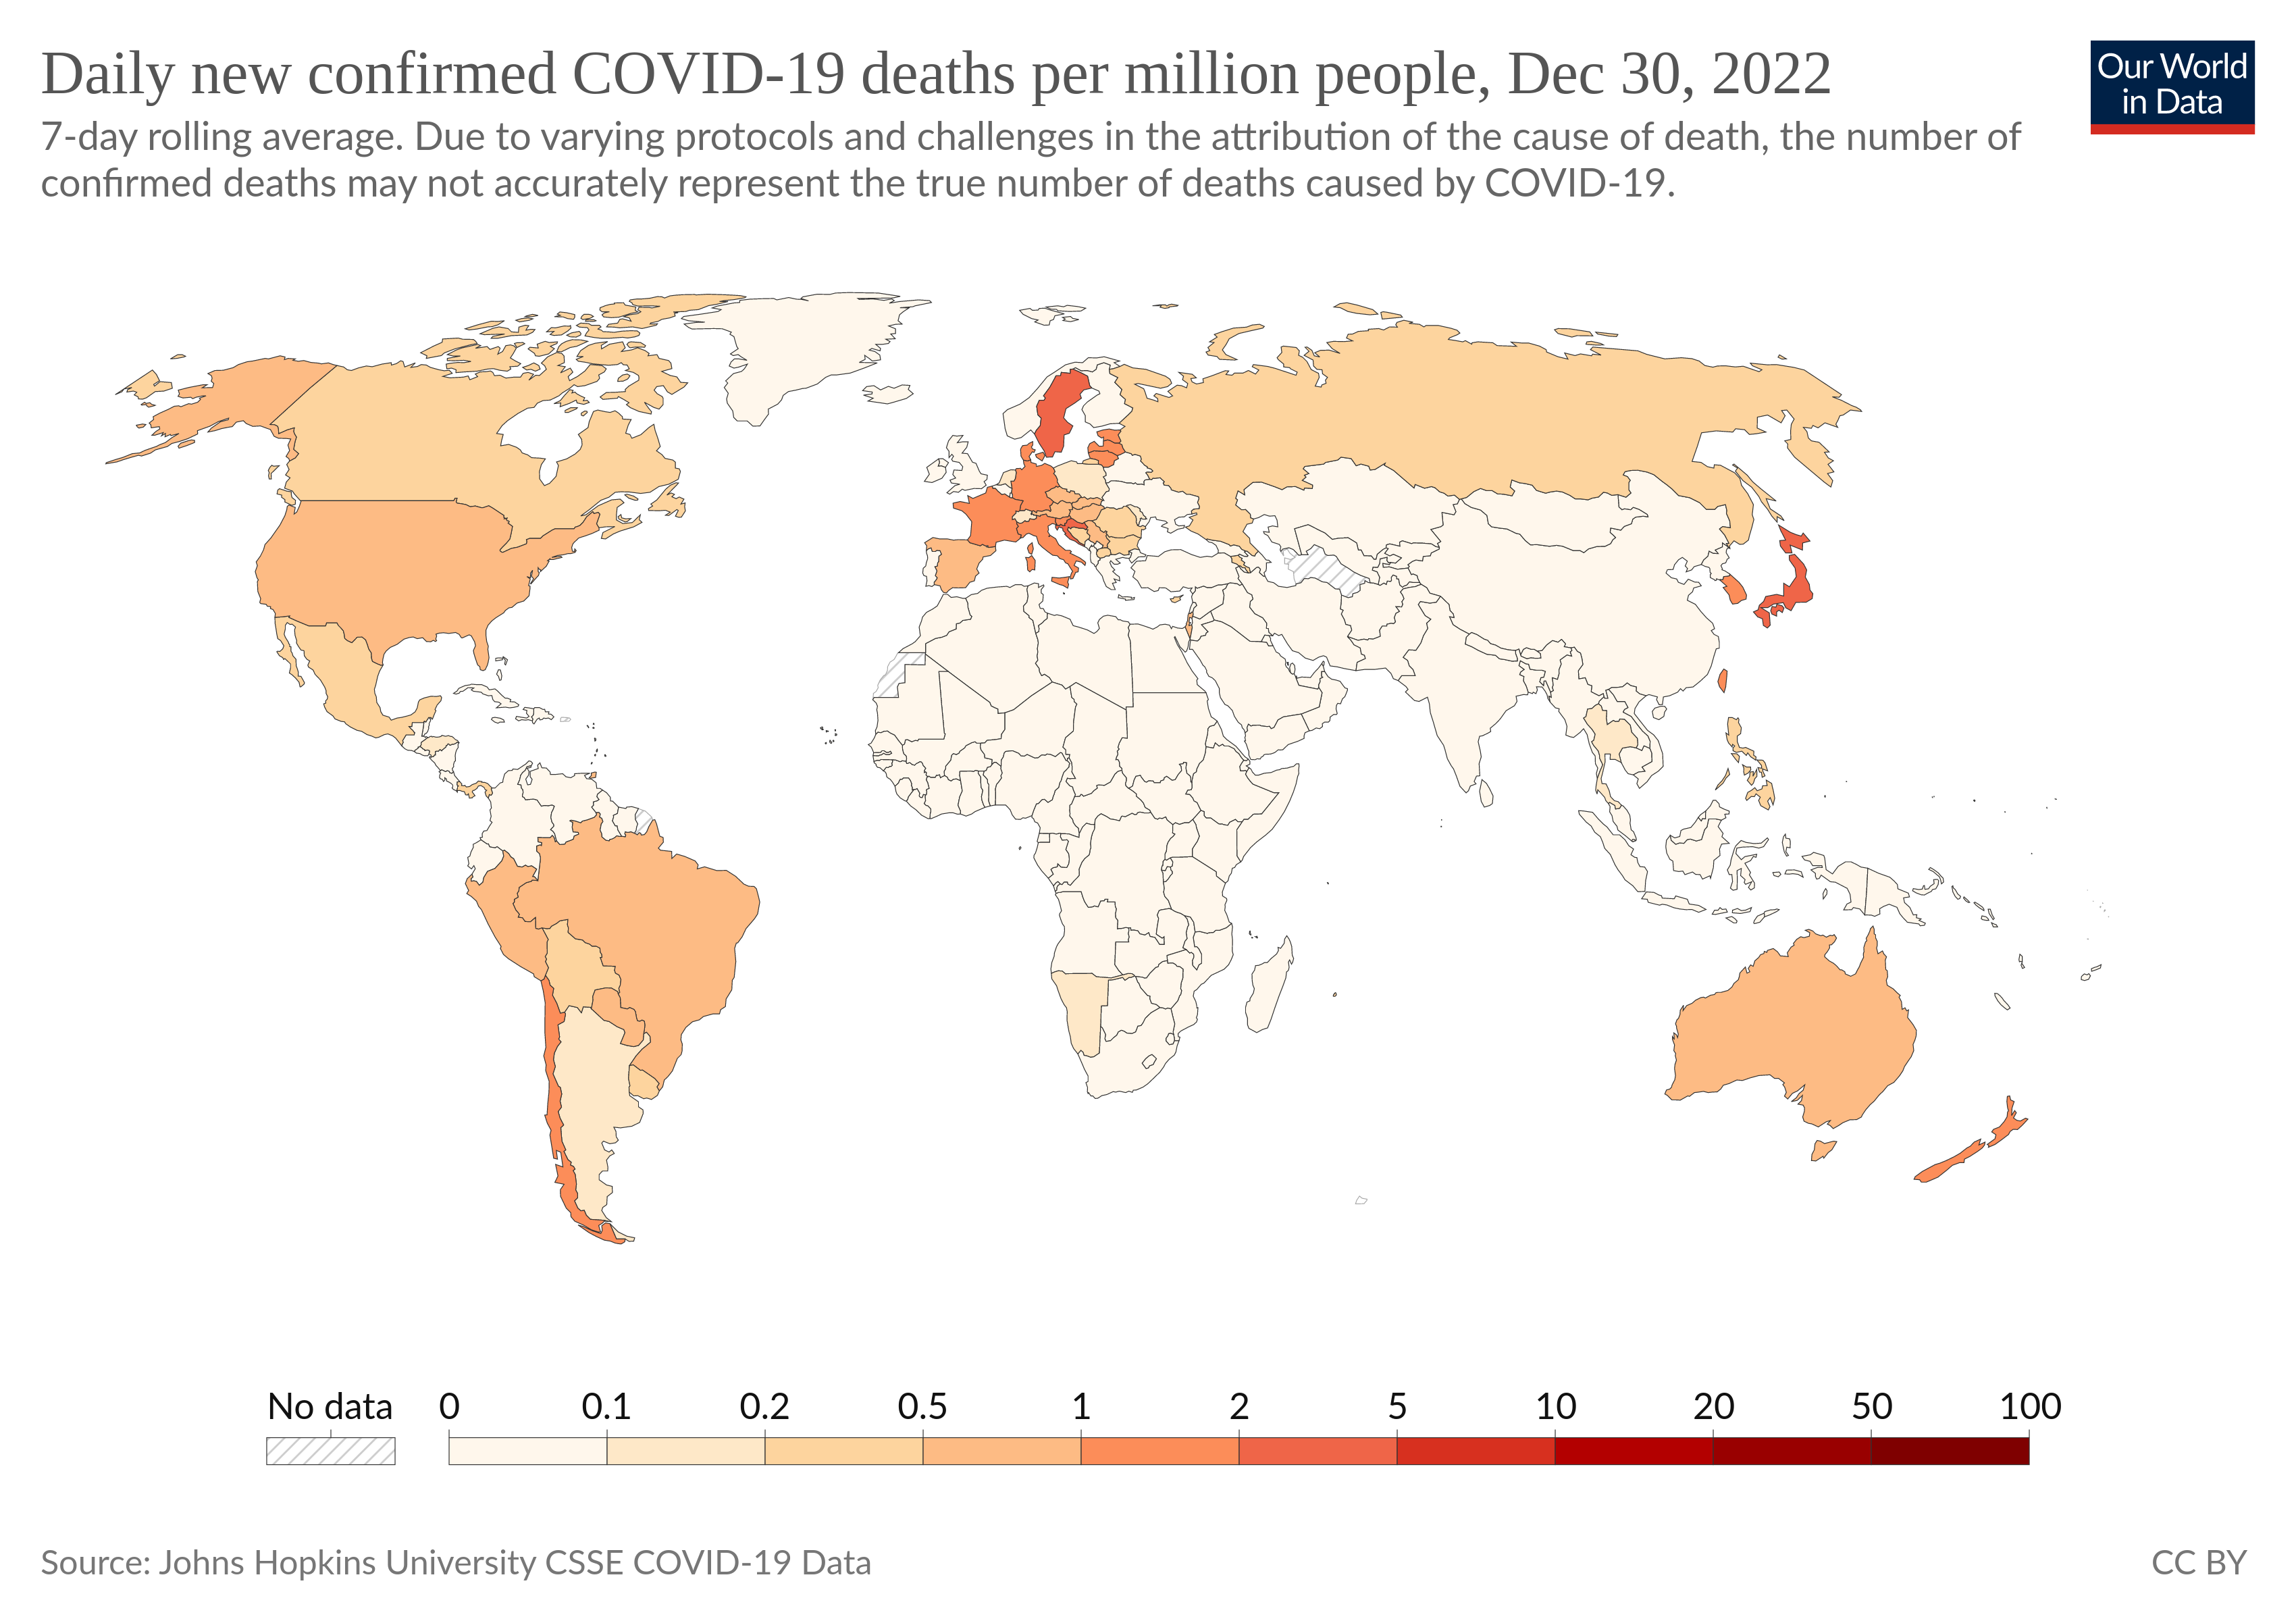 Daily new confirmed COVID-19 deaths per million people, Dec 30, 2022
Our World
in Data
7-day rolling average. Due to varying protocols and challenges in the attribution of the cause of death, the number of
confirmed deaths may not accurately represent the true number of deaths caused by COVID-19.
No data 0 0.1 0.2 0.5 1 2 5 10 20 50 100
Source: Johns Hopkins University CSSE COVID-19 Data
CC BY